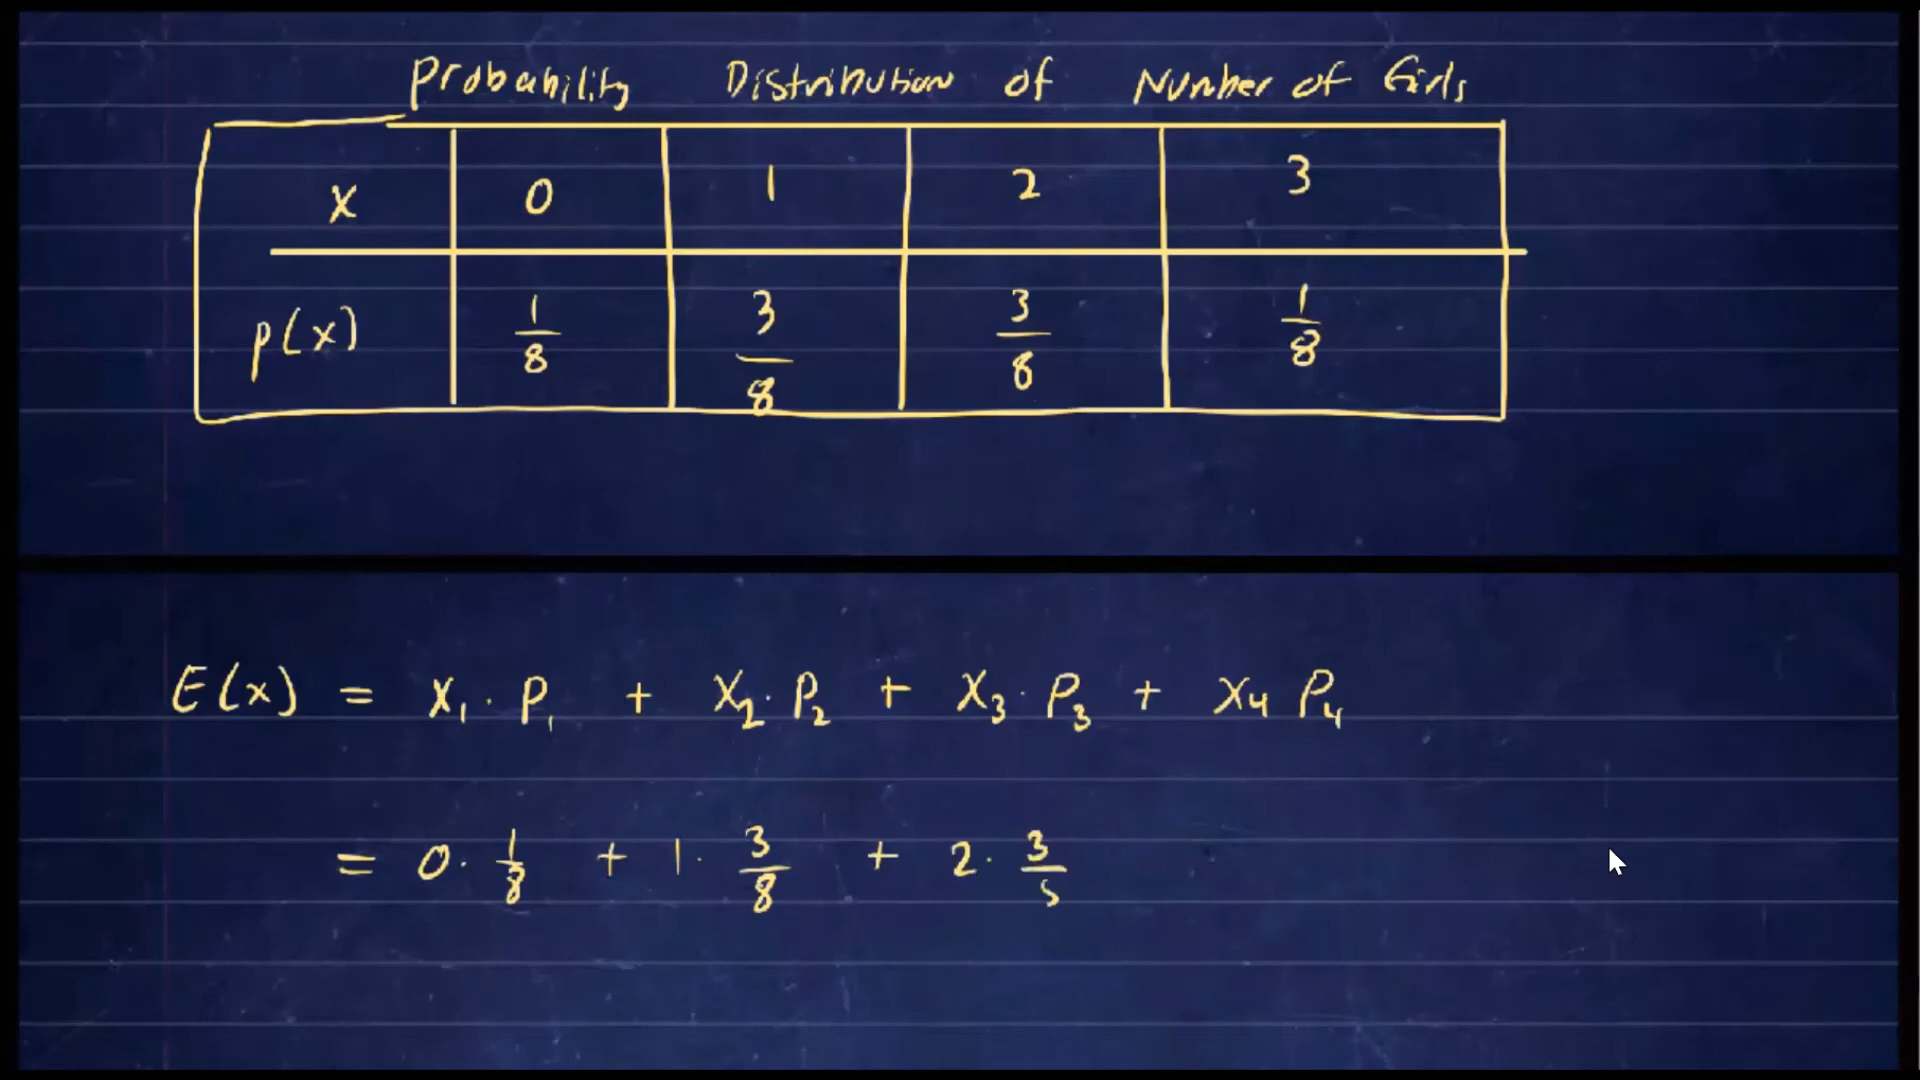 Probability Distribution of Number of Girls
x 0 1 2 3
P(x) 1/8 3/8 3/8 1/8
E(x) = x₁ · P₁ + x₂ · P₂ + x₃ · P₃ + x₄ P₄
= 0 · 1/8 + 1 · 3/8 + 2 · 3/5